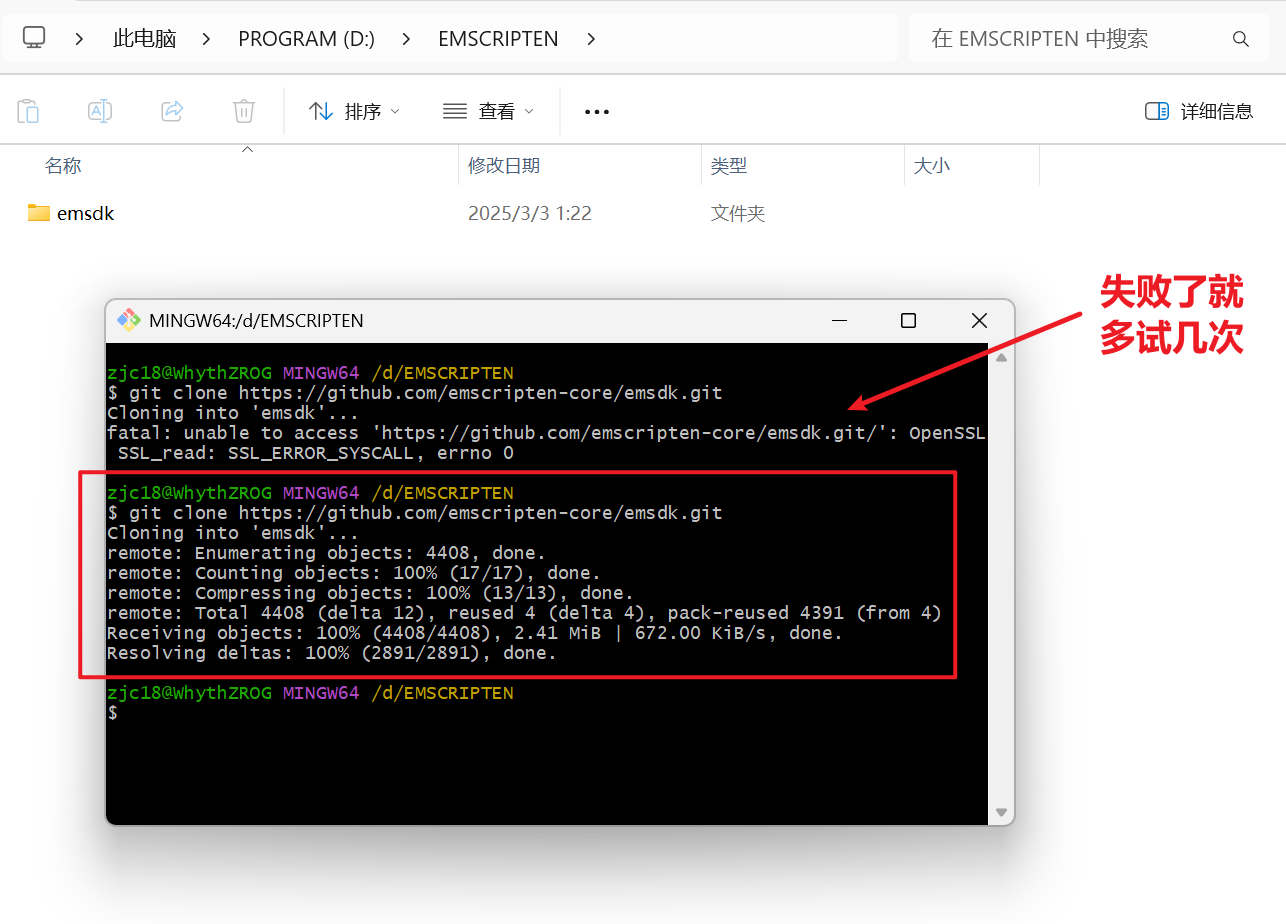 此电脑 PROGRAM (D:) EMSCRIPTEN
在 EMSCRIPTEN 中搜索
排序 查看 ••• 详细信息
名称 修改日期 类型 大小
emsdk 2025/3/3 1:22 文件夹
失败了就
多试几次
MINGW64:/d/EMSCRIPTEN
zjc18@WhythZROG MINGW64 /d/EMSCRIPTEN
$ git clone https://github.com/emscripten-core/emsdk.git
Cloning into 'emsdk'...
fatal: unable to access 'https://github.com/emscripten-core/emsdk.git/': OpenSSL
SSL_read: SSL_ERROR_SYSCALL, errno 0
zjc18@WhythZROG MINGW64 /d/EMSCRIPTEN
$ git clone https://github.com/emscripten-core/emsdk.git
Cloning into 'emsdk'...
remote: Enumerating objects: 4408, done.
remote: Counting objects: 100% (17/17), done.
remote: Compressing objects: 100% (13/13), done.
remote: Total 4408 (delta 12), reused 4 (delta 4), pack-reused 4391 (from 4)
Receiving objects: 100% (4408/4408), 2.41 MiB | 672.00 KiB/s, done.
Resolving deltas: 100% (2891/2891), done.
zjc18@WhythZROG MINGW64 /d/EMSCRIPTEN
$